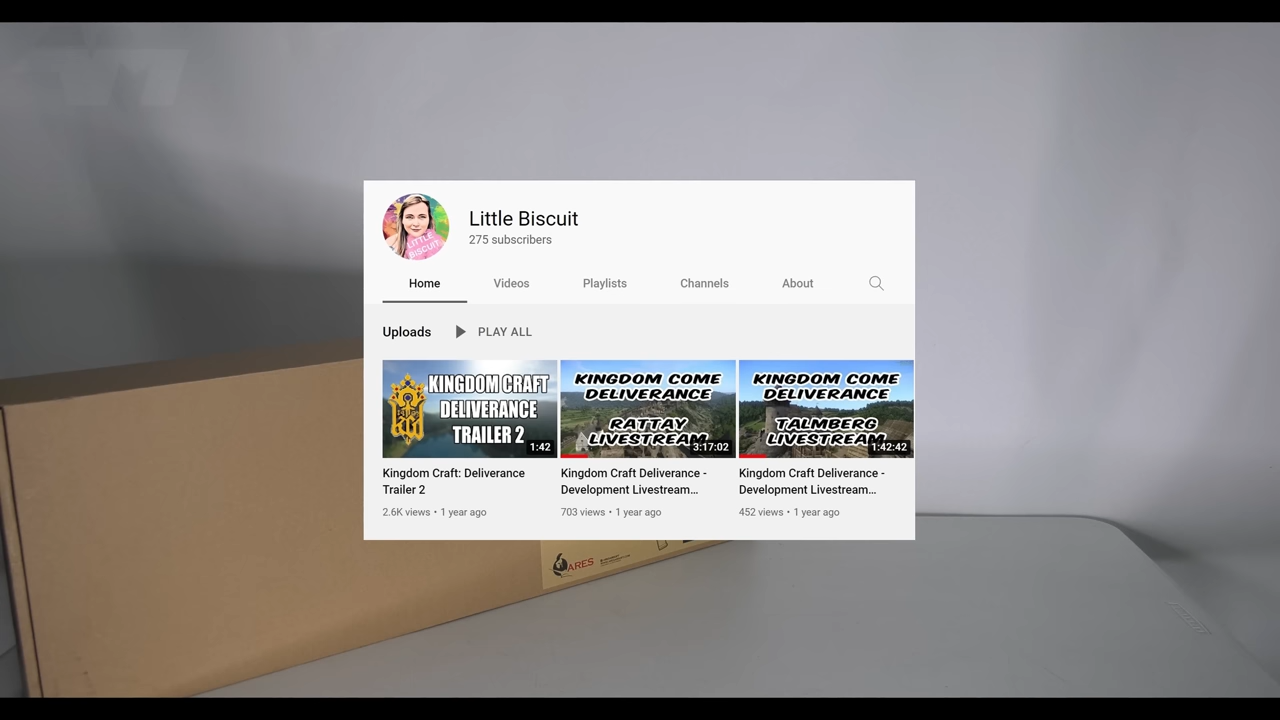 Little Biscuit
275 subscribers
LITTLE
BISCUIT
Home Videos Playlists Channels About
Uploads PLAY ALL
KINGDOM CRAFT
DELIVERANCE
TRAILER 2
1:42
KINGDOM COME
DELIVERANCE
RATTAY
LIVESTREAM
3:17:02
KINGDOM COME
DELIVERANCE
TALMBERG
LIVESTREAM
1:42:42
Kingdom Craft: Deliverance
Trailer 2
2.6K views • 1 year ago
Kingdom Craft Deliverance -
Development Livestream...
703 views • 1 year ago
Kingdom Craft Deliverance -
Development Livestream...
452 views • 1 year ago
ARES